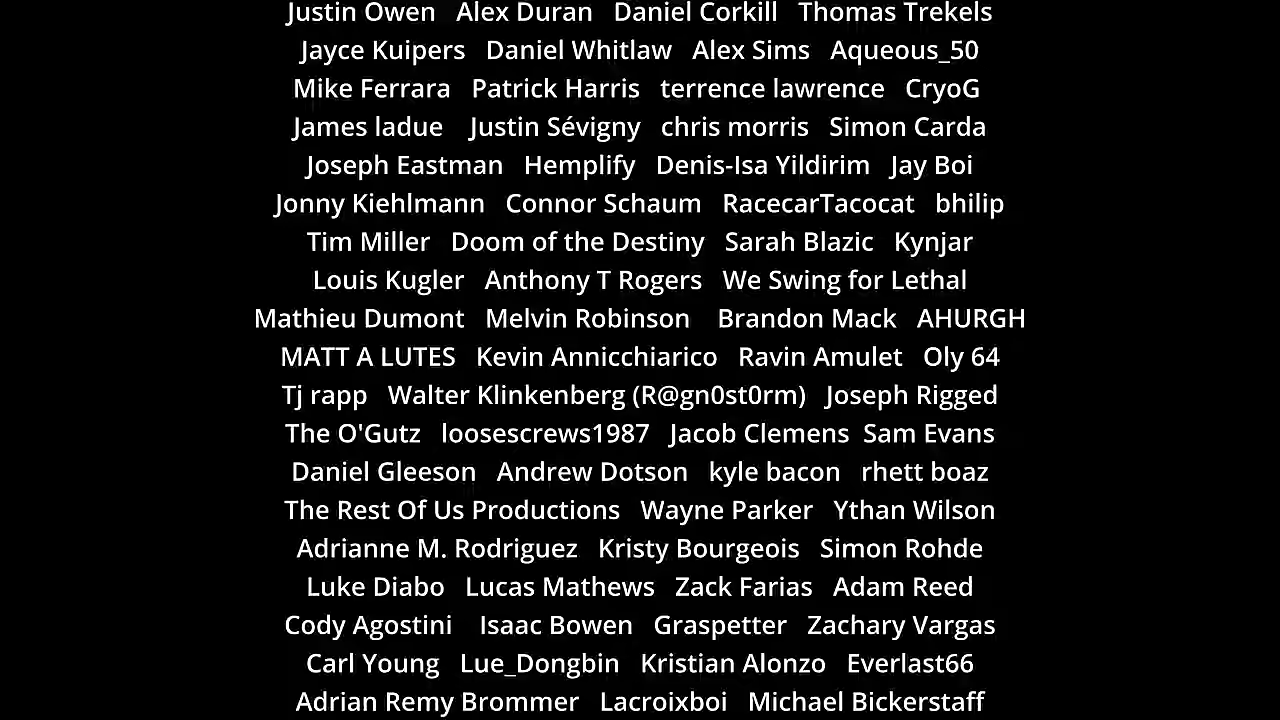 Justin Owen   Alex Duran   Daniel Corkill   Thomas Trekels
Jayce Kuipers   Daniel Whitlaw   Alex Sims   Aqueous_50
Mike Ferrara   Patrick Harris   terrence lawrence   CryoG
James ladue    Justin Sévigny   chris morris   Simon Carda
Joseph Eastman   Hemplify   Denis-Isa Yildirim   Jay Boi
Jonny Kiehlmann   Connor Schaum   RacecarTacocat   bhilip
Tim Miller   Doom of the Destiny   Sarah Blazic   Kynjar
Louis Kugler   Anthony T Rogers   We Swing for Lethal
Mathieu Dumont   Melvin Robinson    Brandon Mack   AHURGH
MATT A LUTES   Kevin Annicchiarico   Ravin Amulet   Oly 64
Tj rapp   Walter Klinkenberg (R@gn0st0rm)   Joseph Rigged
The O'Gutz   loosescrews1987   Jacob Clemens  Sam Evans
Daniel Gleeson   Andrew Dotson   kyle bacon   rhett boaz
The Rest Of Us Productions   Wayne Parker   Ythan Wilson
Adrianne M. Rodriguez   Kristy Bourgeois   Simon Rohde
Luke Diabo   Lucas Mathews   Zack Farias   Adam Reed
Cody Agostini    Isaac Bowen   Graspetter   Zachary Vargas
Carl Young   Lue_Dongbin   Kristian Alonzo   Everlast66
Adrian Remy Brommer   Lacroixboi   Michael Bickerstaff